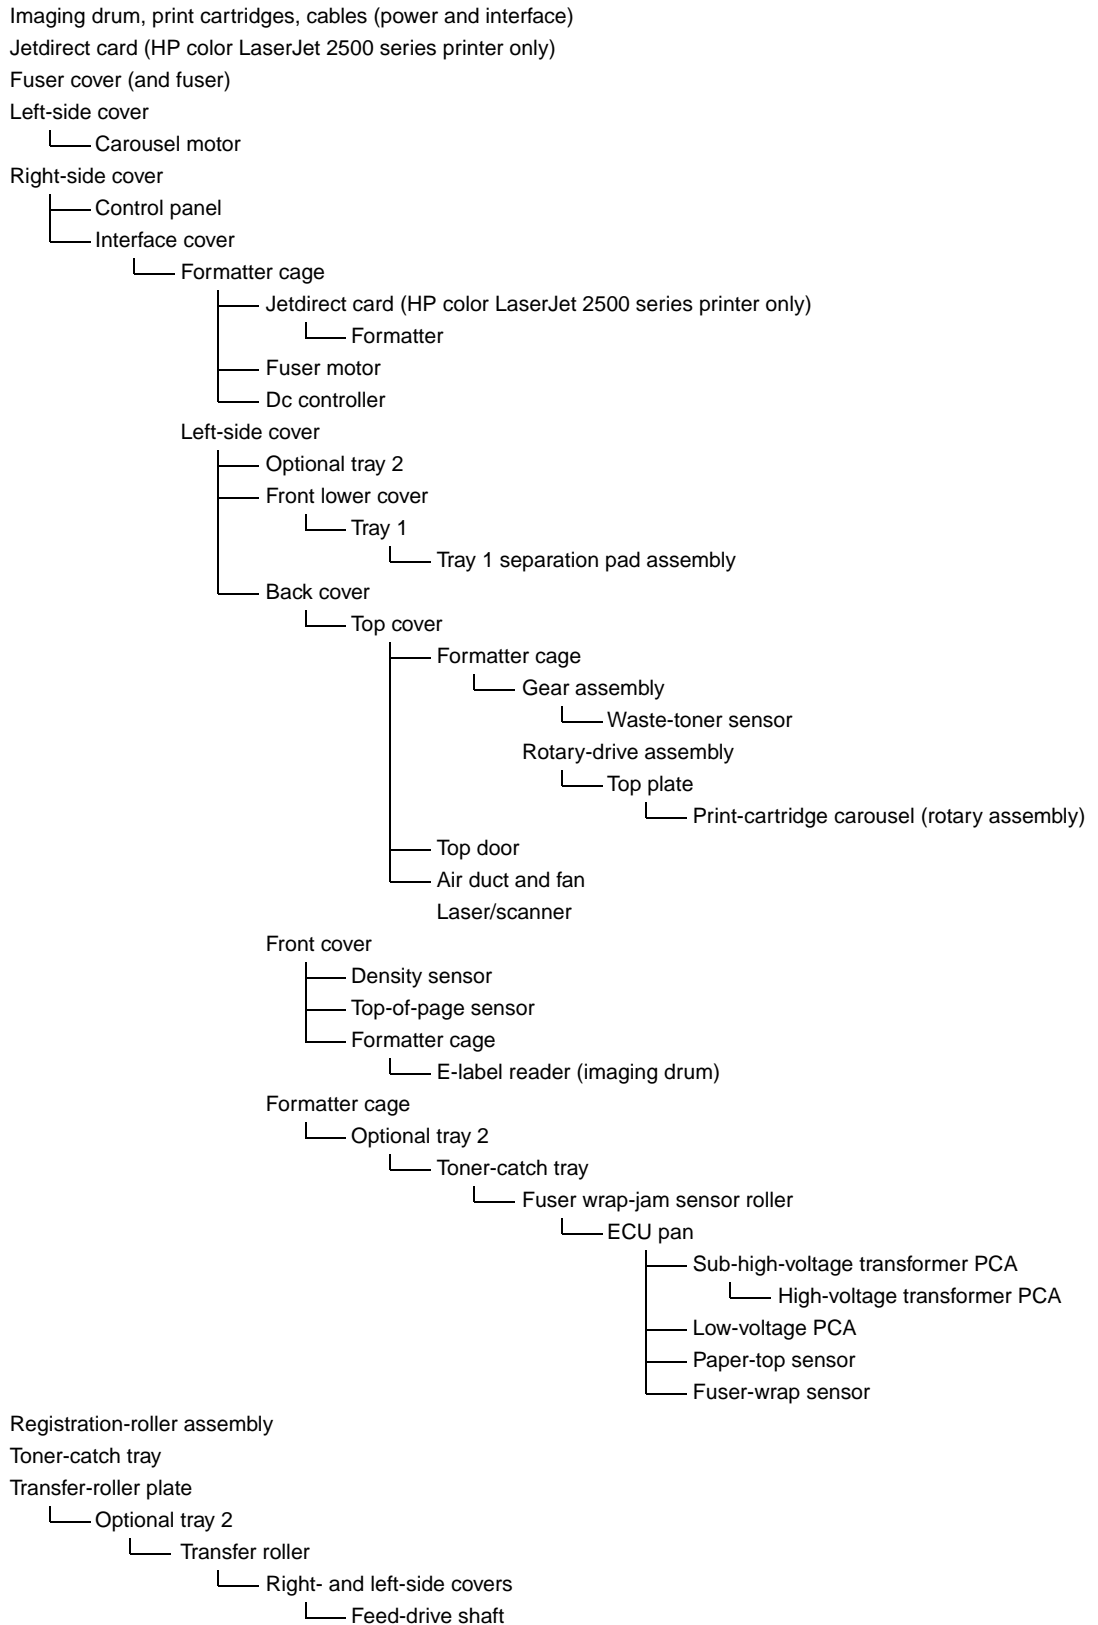 Imaging drum, print cartridges, cables (power and interface)
Jetdirect card (HP color LaserJet 2500 series printer only)
Fuser cover (and fuser)
Left-side cover
Carousel motor
Right-side cover
Control panel
Interface cover
Formatter cage
Jetdirect card (HP color LaserJet 2500 series printer only)
Formatter
Fuser motor
Dc controller
Left-side cover
Optional tray 2
Front lower cover
Tray 1
Tray 1 separation pad assembly
Back cover
Top cover
Formatter cage
Gear assembly
Waste-toner sensor
Rotary-drive assembly
Top plate
Print-cartridge carousel (rotary assembly)
Top door
Air duct and fan
Laser/scanner
Front cover
Density sensor
Top-of-page sensor
Formatter cage
E-label reader (imaging drum)
Formatter cage
Optional tray 2
Toner-catch tray
Fuser wrap-jam sensor roller
ECU pan
Sub-high-voltage transformer PCA
High-voltage transformer PCA
Low-voltage PCA
Paper-top sensor
Fuser-wrap sensor
Registration-roller assembly
Toner-catch tray
Transfer-roller plate
Optional tray 2
Transfer roller
Right- and left-side covers
Feed-drive shaft